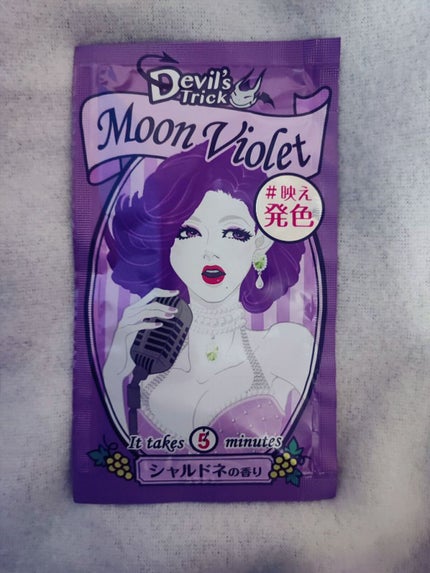 Devil's
Trick
Moon Violet
#映え
発色
It takes 5 minutes
シャルドネの香り